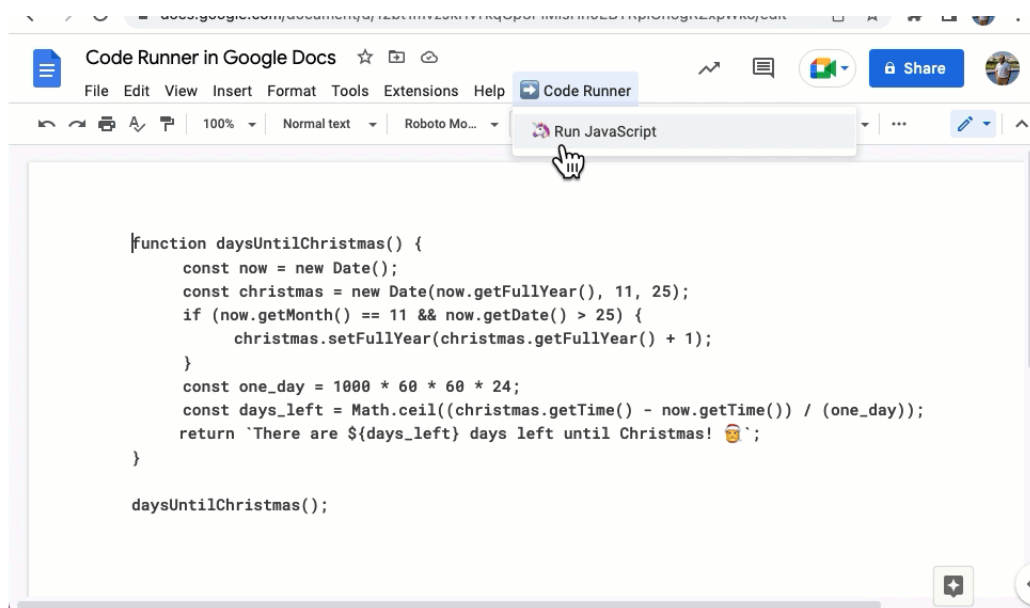 Code Runner in Google Docs
Share
File Edit View Insert Format Tools Extensions Help Code Runner
100% Normal text Roboto Mo...
Run JavaScript
function daysUntilChristmas() {
const now = new Date();
const christmas = new Date(now.getFullYear(), 11, 25);
if (now.getMonth() == 11 && now.getDate() > 25) {
christmas.setFullYear(christmas.getFullYear() + 1);
}
const one_day = 1000 * 60 * 60 * 24;
const days_left = Math.ceil((christmas.getTime() - now.getTime()) / (one_day));
return `There are ${days_left} days left until Christmas! 🎅`;
}
daysUntilChristmas();